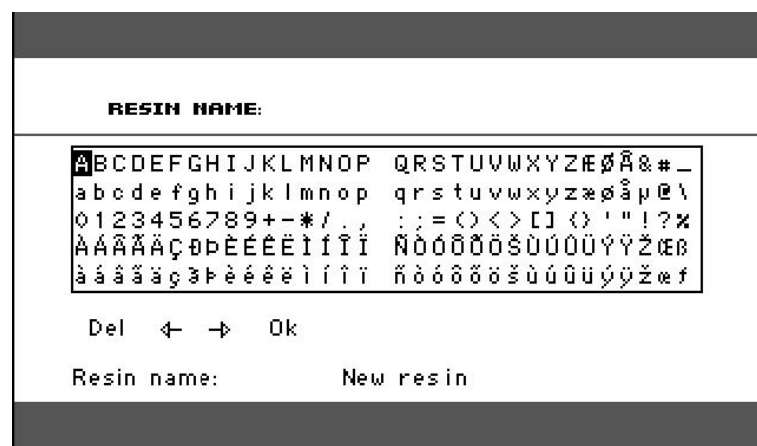 RESIN NAME:
ABCDEFGHIJKLMNOP QRSTUVWXYZÆØÅ&#_
abcdefghijklmnop qrstuvwxyzæøåµ@\
0123456789+-*/., :;=()<>[]{}'"!?%
ÀÁÂÃÄÇÐÞÈÉÊËÌÍÎÏ ÑÒÓÔÕÖŠÙÚÛÜÝŸŽŒß
àáâãäçðþèéêëìíîï ñòóôõöšùúûüýÿžœƒ
Del ← → Ok
Resin name: New resin